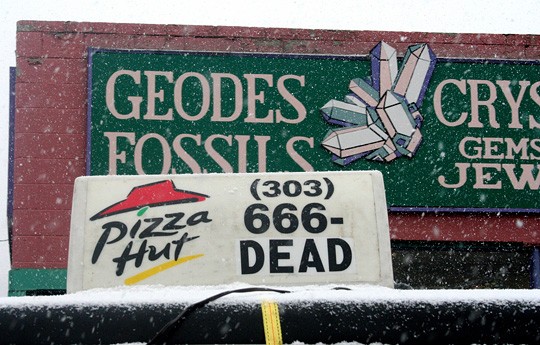 GEODES
FOSSILS
CRYS
GEMS
JEW
Pizza
Hut
(303)
666-
DEAD